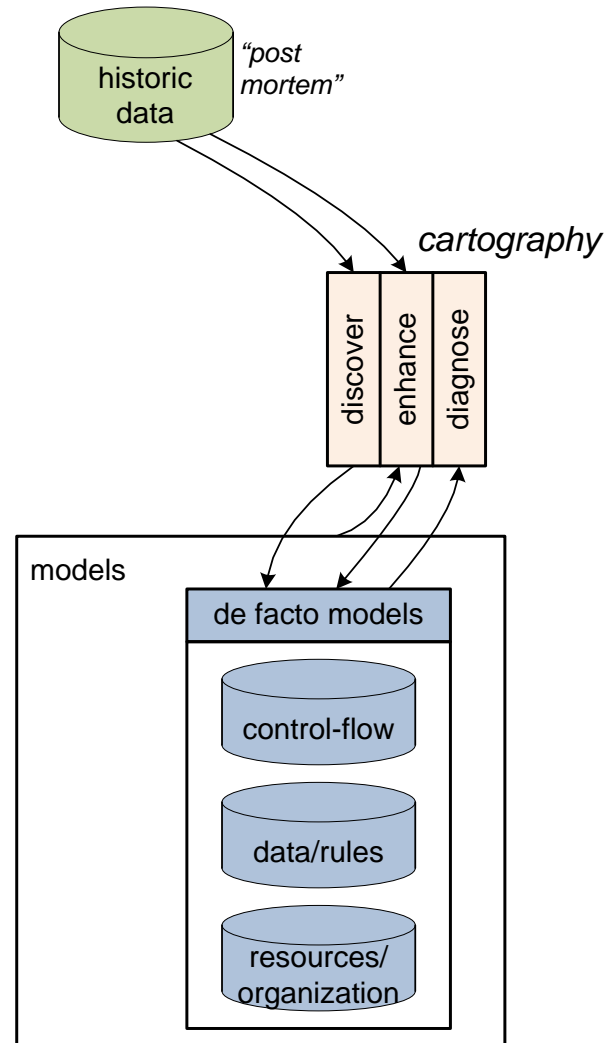 historic
data
“post
mortem”
cartography
discover
enhance
diagnose
models
de facto models
control-flow
data/rules
resources/
organization